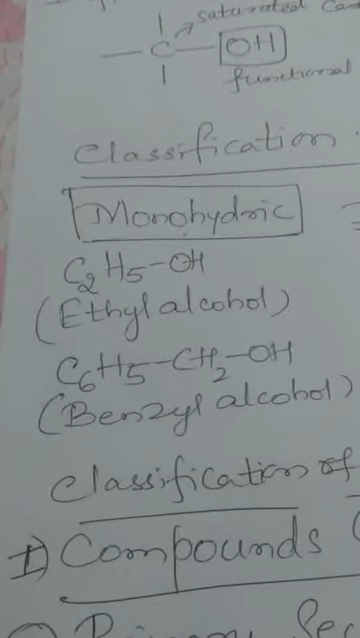 saturated
— C — OH
functional
Classification
Monohydric
C₂H₅-OH
(Ethyl alcohol)
C₆H₅-CH₂-OH
(Benzyl alcohol)
Classification of
I) Compounds (